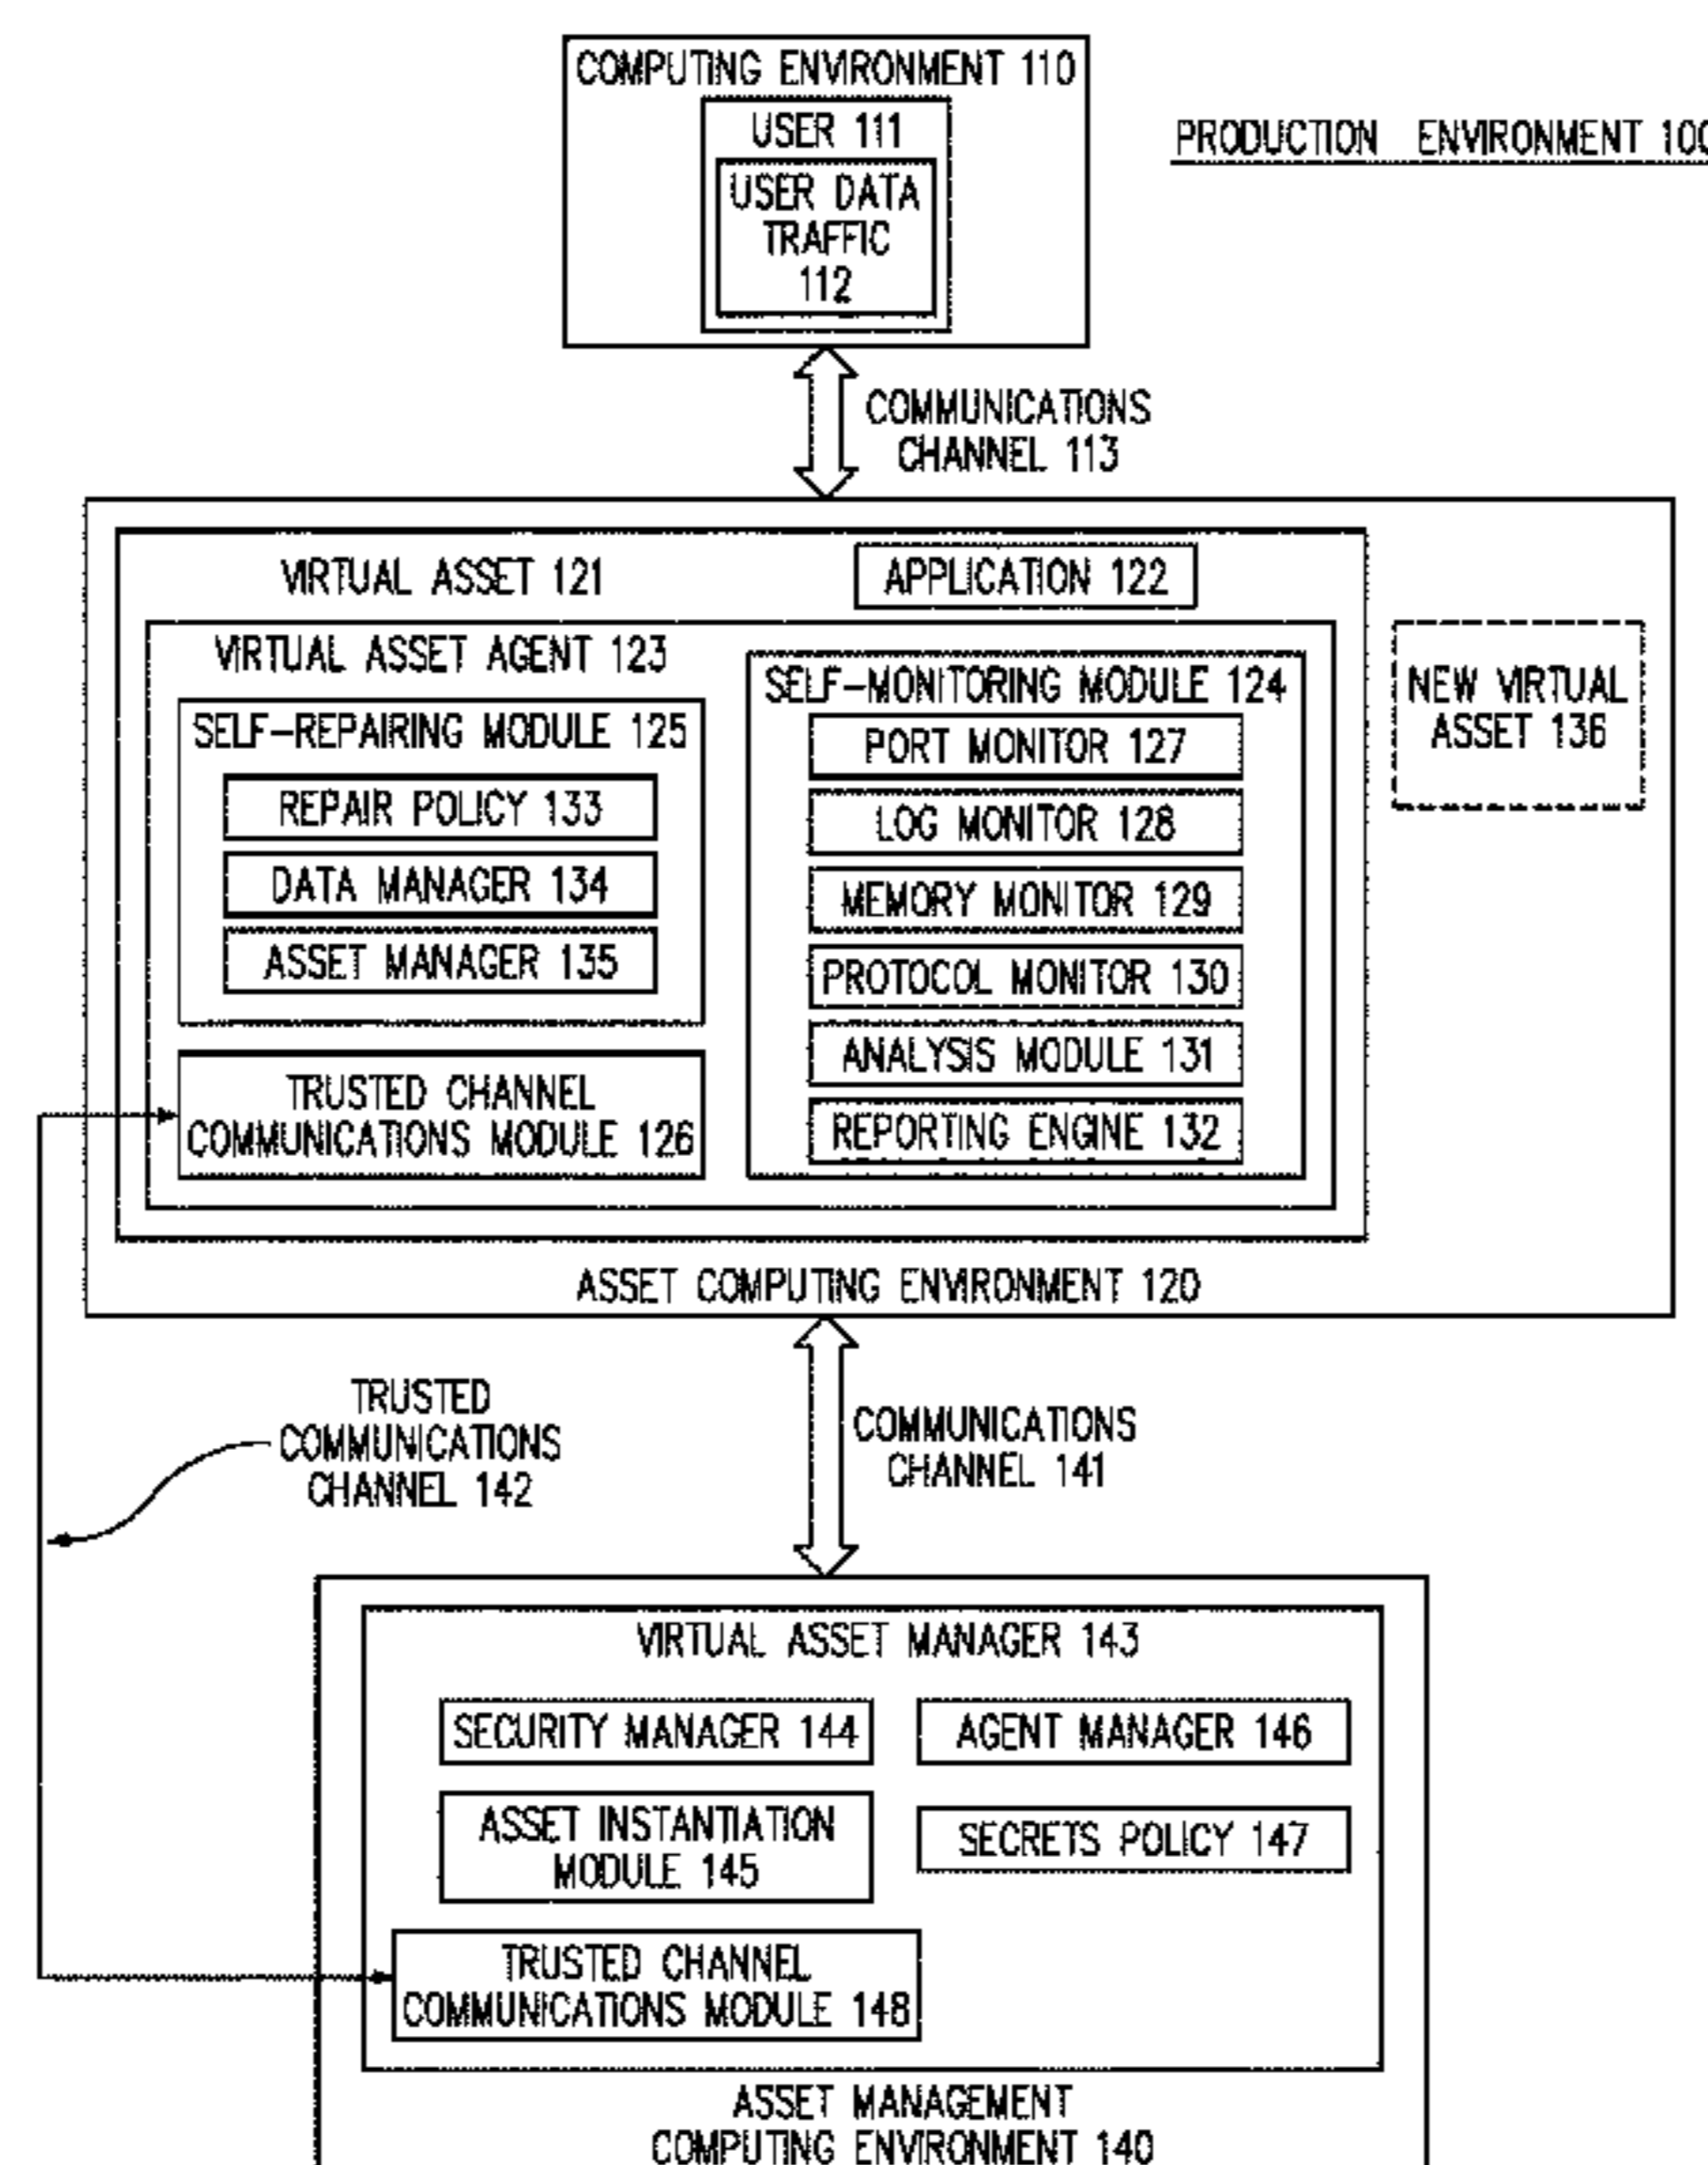 COMPUTING ENVIRONMENT 110
USER 111
USER DATA
TRAFFIC
112
PRODUCTION ENVIRONMENT 100
COMMUNICATIONS
CHANNEL 113
VIRTUAL ASSET 121
APPLICATION 122
VIRTUAL ASSET AGENT 123
SELF-REPAIRING MODULE 125
REPAIR POLICY 133
DATA MANAGER 134
ASSET MANAGER 135
TRUSTED CHANNEL
COMMUNICATIONS MODULE 126
SELF-MONITORING MODULE 124
PORT MONITOR 127
LOG MONITOR 128
MEMORY MONITOR 129
PROTOCOL MONITOR 130
ANALYSIS MODULE 131
REPORTING ENGINE 132
NEW VIRTUAL
ASSET 136
ASSET COMPUTING ENVIRONMENT 120
TRUSTED
COMMUNICATIONS
CHANNEL 142
COMMUNICATIONS
CHANNEL 141
VIRTUAL ASSET MANAGER 143
SECURITY MANAGER 144
AGENT MANAGER 146
ASSET INSTANTIATION
MODULE 145
SECRETS POLICY 147
TRUSTED CHANNEL
COMMUNICATIONS MODULE 148
ASSET MANAGEMENT
COMPUTING ENVIRONMENT 140